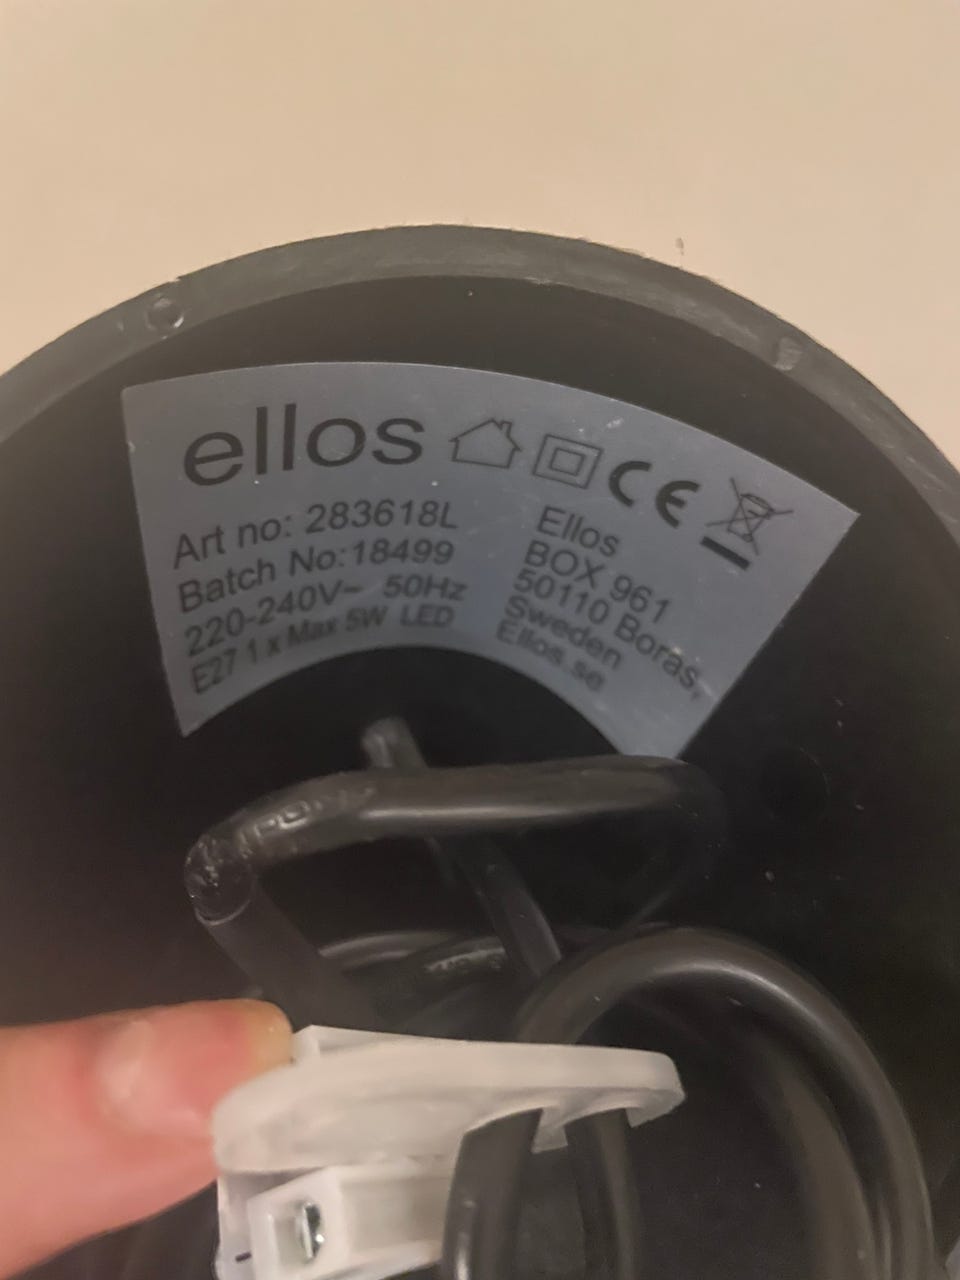 ellos CE
Art no: 283618L
Batch No:18499
220-240V~ 50Hz
E27 1 x Max 5W LED
Ellos
BOX 961
50110 Boras,
Sweden
Ellos.se